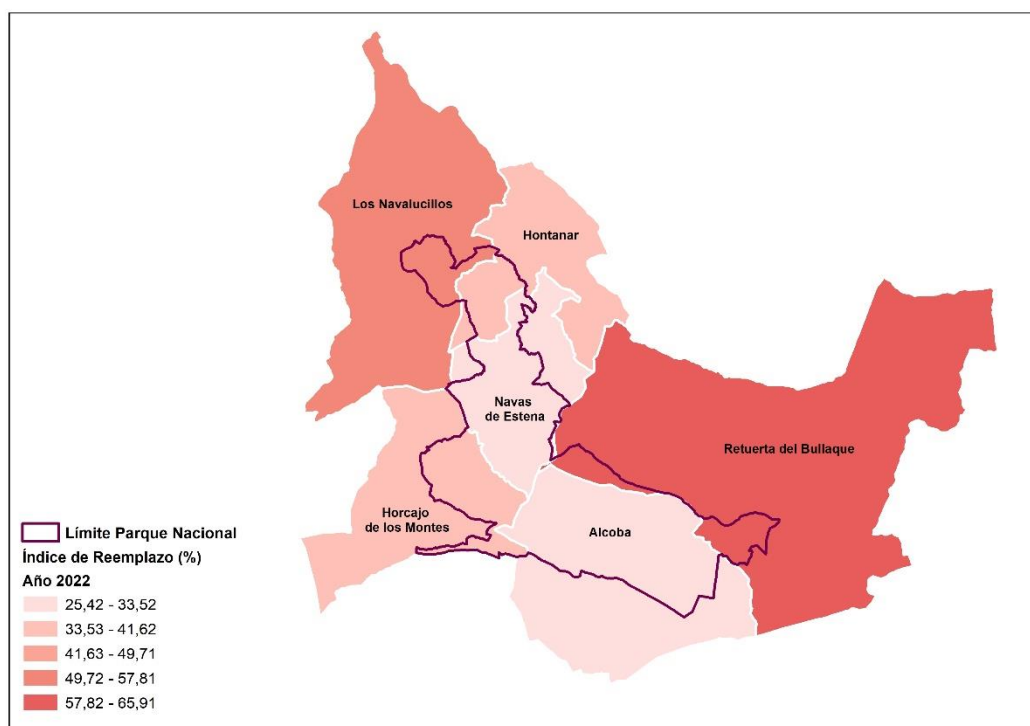 Los Navalucillos
Hontanar
Navas
de Estena
Retuerta del Bullaque
Horcajo
de los Montes
Alcoba
Límite Parque Nacional
Índice de Reemplazo (%)
Año 2022
25,42 - 33,52
33,53 - 41,62
41,63 - 49,71
49,72 - 57,81
57,82 - 65,91